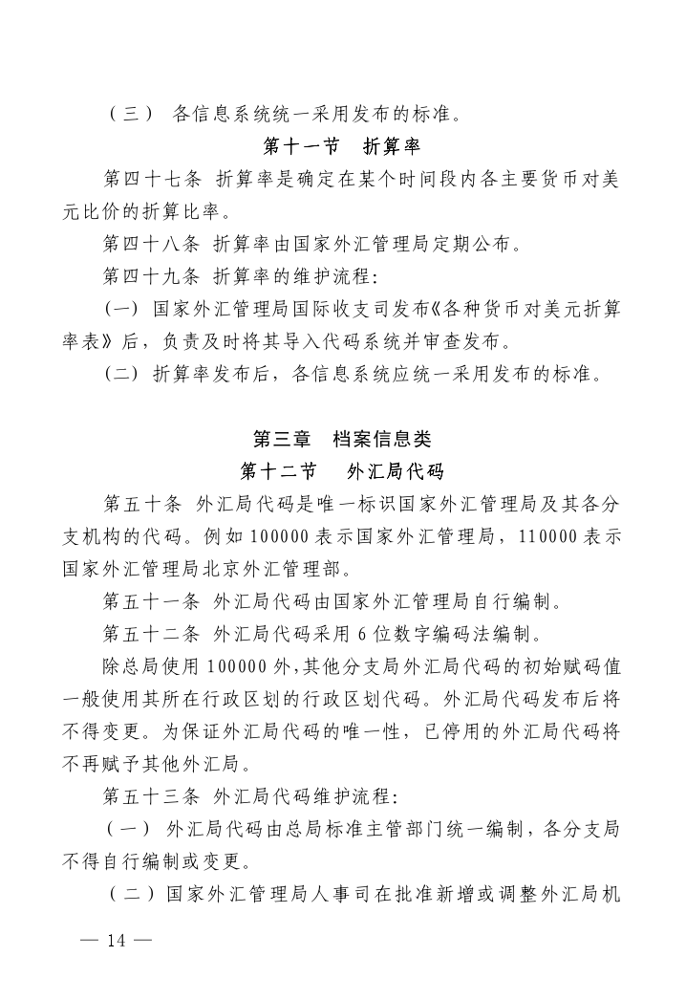 （三） 各信息系统统一采用发布的标准。
第十一节 折算率
第四十七条 折算率是确定在某个时间段内各主要货币对美
元比价的折算比率。
第四十八条 折算率由国家外汇管理局定期公布。
第四十九条 折算率的维护流程：
(一) 国家外汇管理局国际收支司发布《各种货币对美元折算
率表》后，负责及时将其导入代码系统并审查发布。
(二) 折算率发布后，各信息系统应统一采用发布的标准。
第三章 档案信息类
第十二节 外汇局代码
第五十条 外汇局代码是唯一标识国家外汇管理局及其各分
支机构的代码。例如 100000 表示国家外汇管理局，110000 表示
国家外汇管理局北京外汇管理部。
第五十一条 外汇局代码由国家外汇管理局自行编制。
第五十二条 外汇局代码采用 6 位数字编码法编制。
除总局使用 100000 外,其他分支局外汇局代码的初始赋码值
一般使用其所在行政区划的行政区划代码。外汇局代码发布后将
不得变更。为保证外汇局代码的唯一性，已停用的外汇局代码将
不再赋予其他外汇局。
第五十三条 外汇局代码维护流程：
（一） 外汇局代码由总局标准主管部门统一编制，各分支局
不得自行编制或变更。
（二）国家外汇管理局人事司在批准新增或调整外汇局机
— 14 —